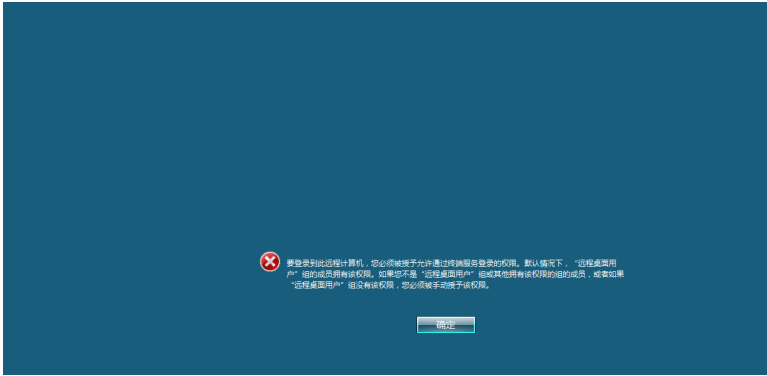 要登录到此远程计算机，您必须被授予允许通过终端服务登录的权限。默认情况下，“远程桌面用
户”组的成员拥有该权限。如果您不是“远程桌面用户”组或其他拥有该权限的组的成员，或者如果
“远程桌面用户”组没有该权限，您必须被手动授予该权限。
确定